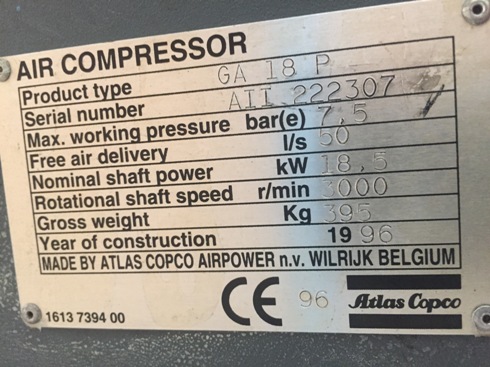 AIR COMPRESSOR
Product type GA 18 P
Serial number AII 222307
Max. working pressure bar(e) 7,5
Free air delivery l/s 50
Nominal shaft power kW 18,5
Rotational shaft speed r/min 3000
Gross weight Kg 395
Year of construction 1996
MADE BY ATLAS COPCO AIRPOWER n.v. WILRIJK BELGIUM
1613 7394 00 CE 96 Atlas Copco